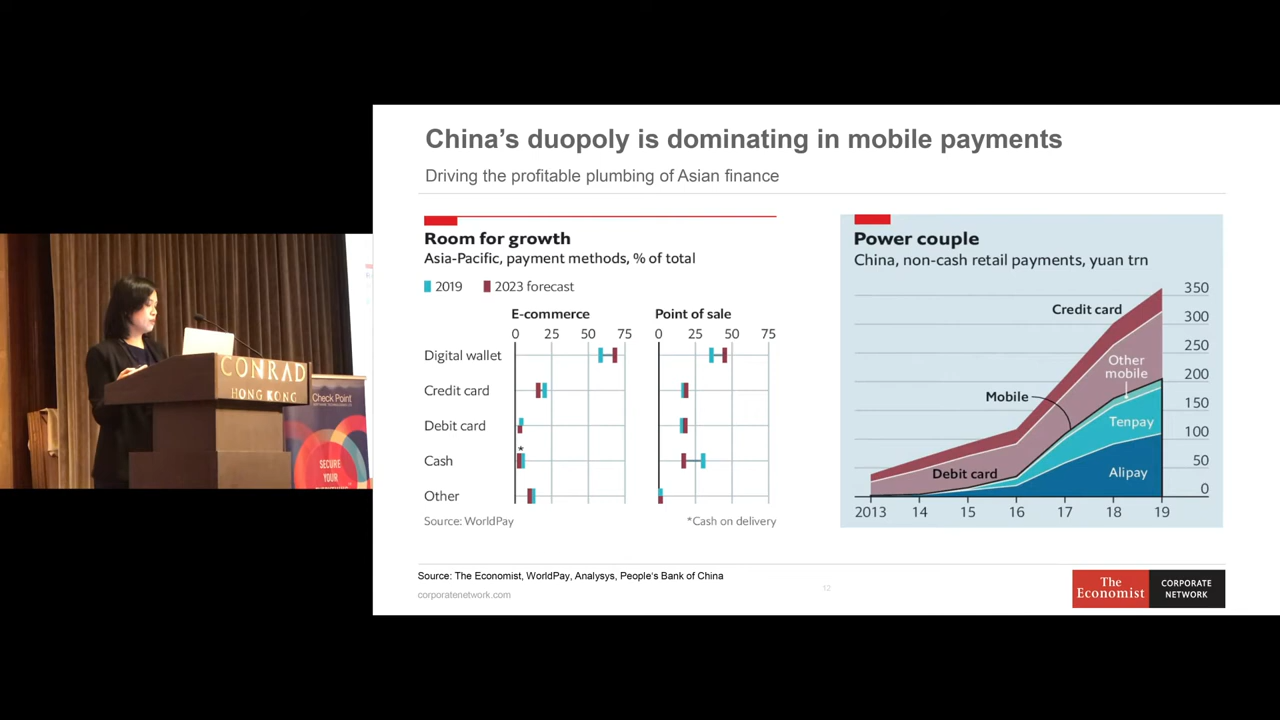 China's duopoly is dominating in mobile payments
Driving the profitable plumbing of Asian finance
Room for growth
Asia-Pacific, payment methods, % of total
2019
2023 forecast
E-commerce
0 25 50 75
Point of sale
0 25 50 75
Digital wallet
Credit card
Debit card
*
Cash
Other
Source: WorldPay
*Cash on delivery
Power couple
China, non-cash retail payments, yuan trn
350
300
250
200
150
100
50
0
Credit card
Other
mobile
Mobile
Tenpay
Debit card
Alipay
2013 14 15 16 17 18 19
Source: The Economist, WorldPay, Analysys, People's Bank of China
corporatenetwork.com
12
The
Economist
CORPORATE
NETWORK
CONRAD
HONG KONG
Check Point
SECURE
YOUR